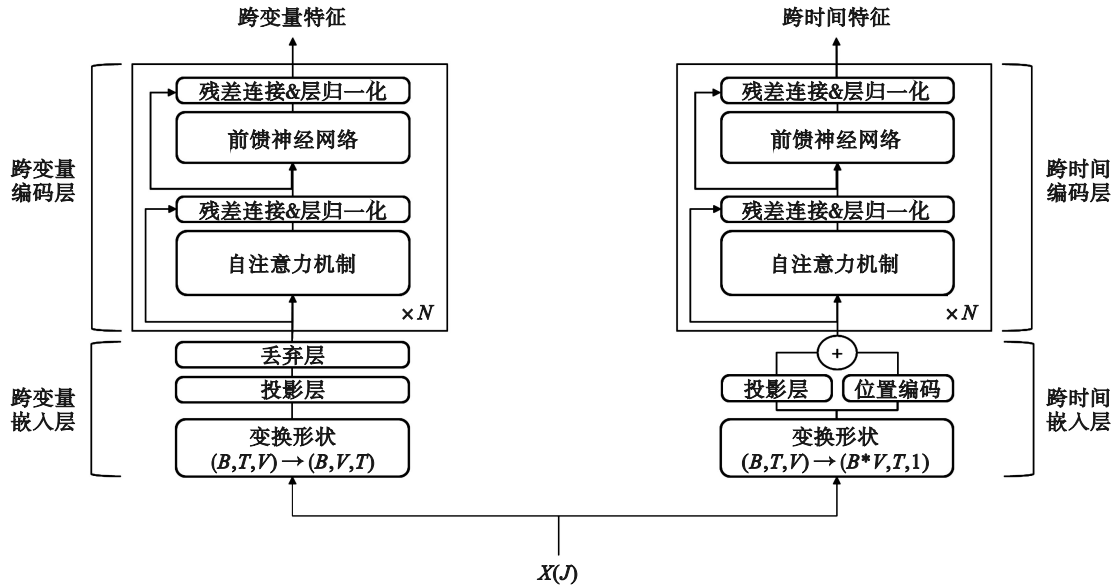 跨变量特征
残差连接&层归一化
前馈神经网络
跨变量
编码层
残差连接&层归一化
自注意力机制
×N
丢弃层
投影层
跨变量
嵌入层
变换形状
(B,T,V)→(B,V,T)
跨时间特征
残差连接&层归一化
前馈神经网络
跨时间
编码层
残差连接&层归一化
自注意力机制
×N
+
投影层
位置编码
跨时间
嵌入层
变换形状
(B,T,V)→(B*V,T,1)
X(J)